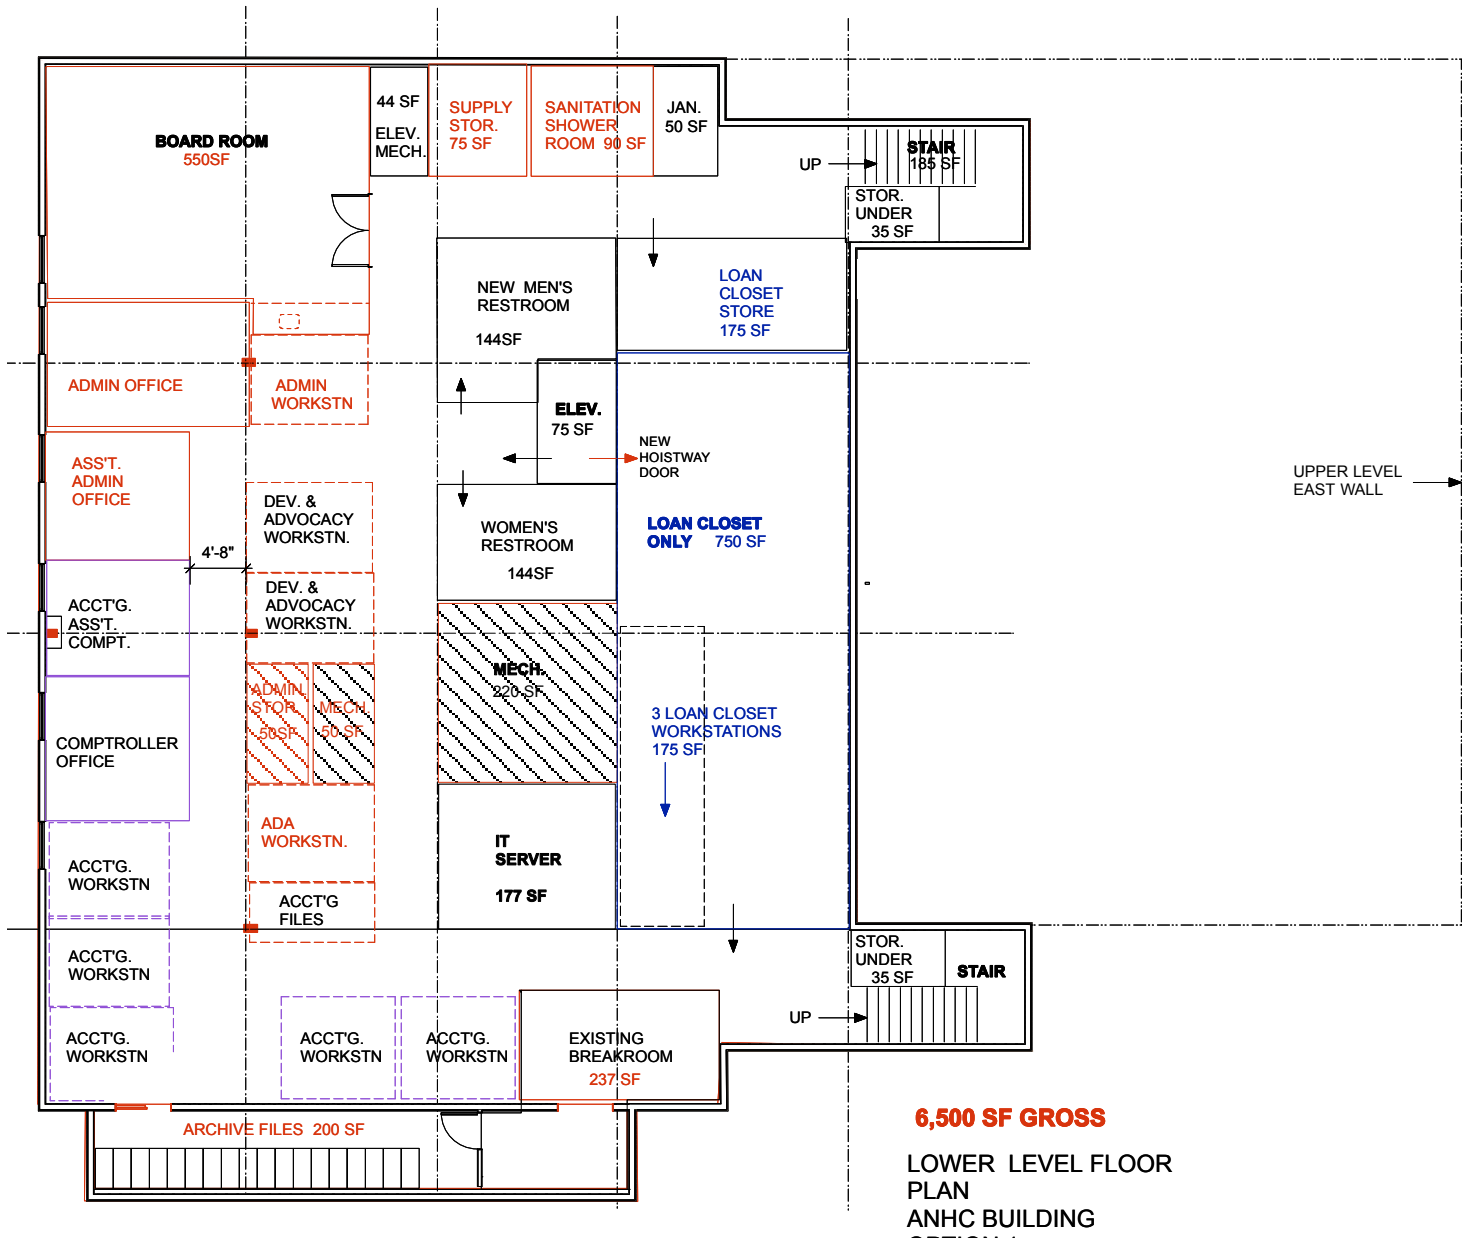 BOARD ROOM
550SF
44 SF
ELEV.
MECH.
SUPPLY
STOR.
75 SF
SANITATION
SHOWER
ROOM 90 SF
JAN.
50 SF
UP
STAIR
185 SF
STOR.
UNDER
35 SF
NEW MEN'S
RESTROOM
144SF
LOAN
CLOSET
STORE
175 SF
ADMIN OFFICE
ADMIN
WORKSTN
ELEV.
75 SF
NEW
HOISTWAY
DOOR
ASS'T.
ADMIN
OFFICE
DEV. &
ADVOCACY
WORKSTN.
4'-8"
WOMEN'S
RESTROOM
144SF
LOAN CLOSET
ONLY 750 SF
UPPER LEVEL
EAST WALL
ACCT'G.
ASS'T.
COMPT.
DEV. &
ADVOCACY
WORKSTN.
MECH.
220 SF
ADMIN
STOR.
50SF
MECH.
50 SF
3 LOAN CLOSET
WORKSTATIONS
175 SF
COMPTROLLER
OFFICE
ADA
WORKSTN.
IT
SERVER
177 SF
ACCT'G.
WORKSTN
ACCT'G
FILES
ACCT'G.
WORKSTN
STOR.
UNDER
35 SF
STAIR
UP
ACCT'G.
WORKSTN
ACCT'G.
WORKSTN
ACCT'G.
WORKSTN
EXISTING
BREAKROOM
237 SF
ARCHIVE FILES 200 SF
6,500 SF GROSS
LOWER LEVEL FLOOR
PLAN
ANHC BUILDING